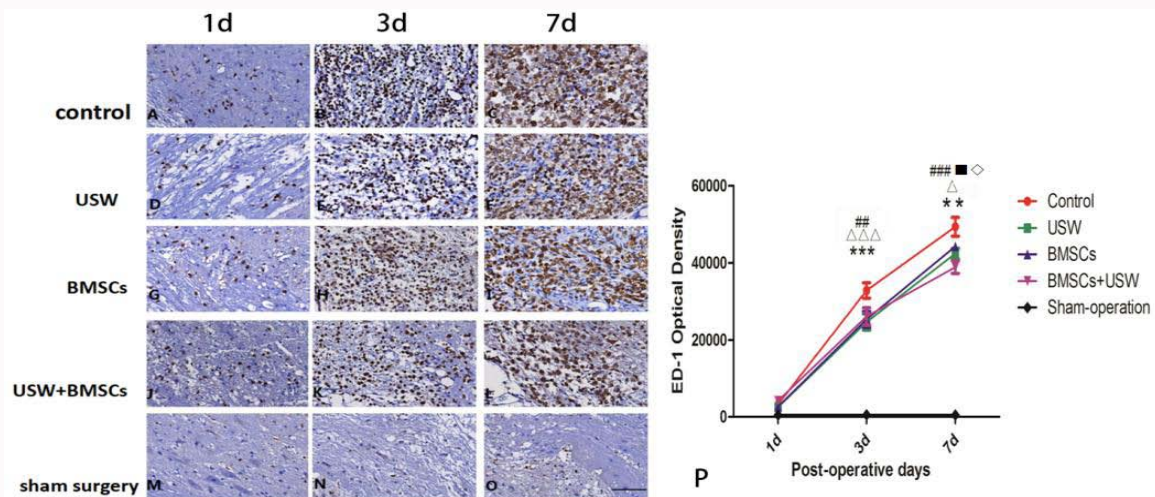 1d 3d 7d
control
A B C
USW
D E F
BMSCs
G H I
USW+BMSCs
J K L
sham surgery
M N O
### ■ ◇
△
**
##
△△△
***
60000
40000
20000
0
ED-1 Optical Density
1d 3d 7d
Post-operative days
Control
USW
BMSCs
BMSCs+USW
Sham-operation
P